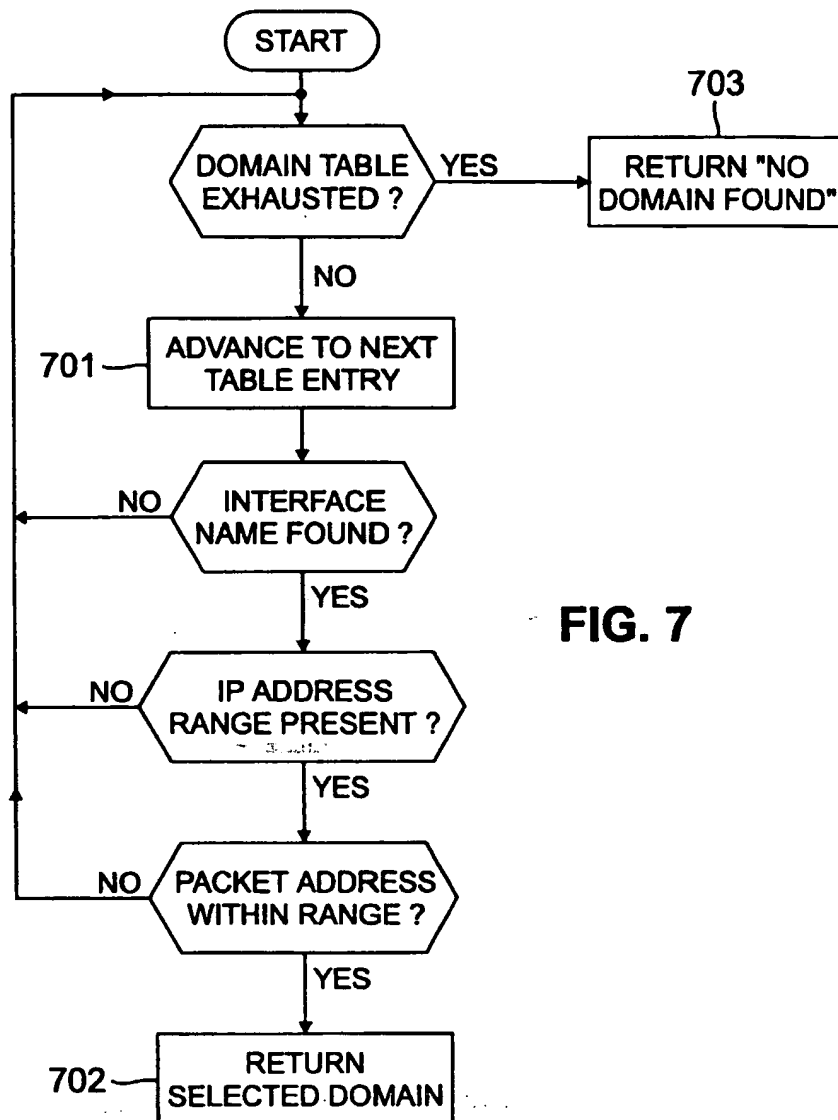 START
703
DOMAIN TABLE
EXHAUSTED ?
YES
RETURN "NO
DOMAIN FOUND"
NO
701
ADVANCE TO NEXT
TABLE ENTRY
NO
INTERFACE
NAME FOUND ?
YES
FIG. 7
NO
IP ADDRESS
RANGE PRESENT ?
YES
NO
PACKET ADDRESS
WITHIN RANGE ?
YES
702
RETURN
SELECTED DOMAIN